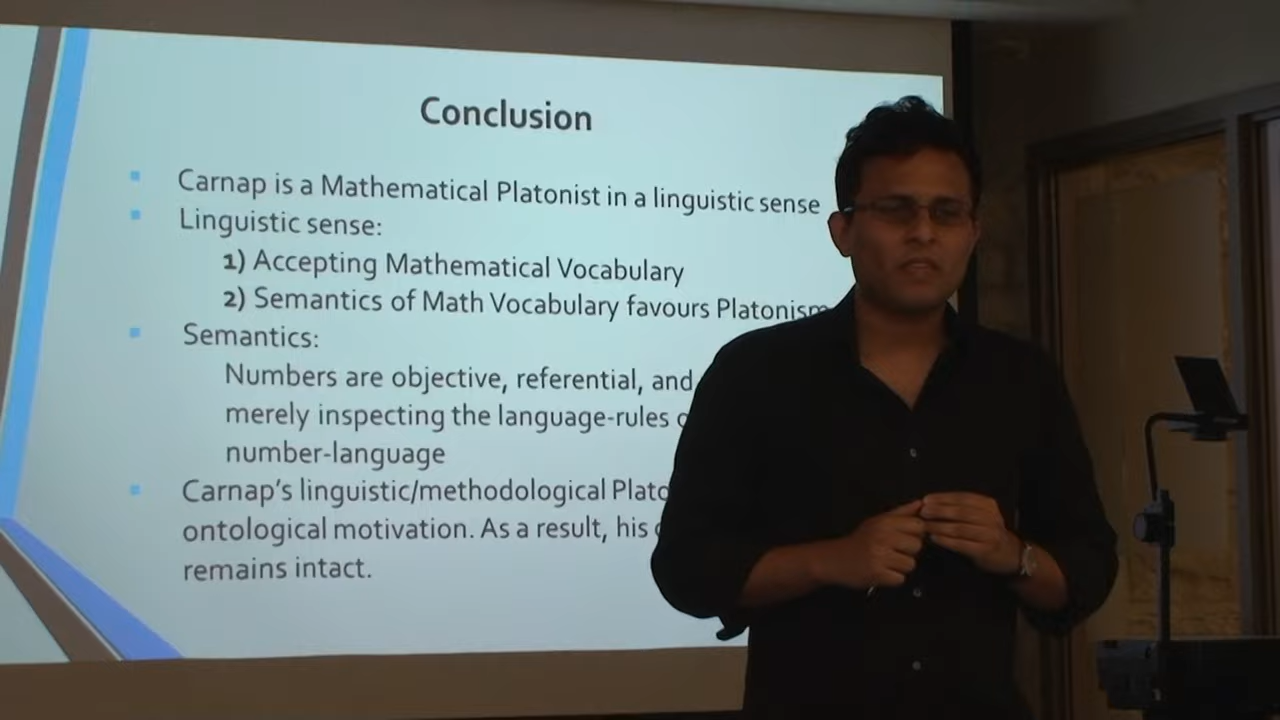 Conclusion
Carnap is a Mathematical Platonist in a linguistic sense
Linguistic sense:
1) Accepting Mathematical Vocabulary
2) Semantics of Math Vocabulary favours Platonism
Semantics:
Numbers are objective, referential, and
merely inspecting the language-rules
number-language
Carnap's linguistic/methodological
ontological motivation. As a result, his
remains intact.